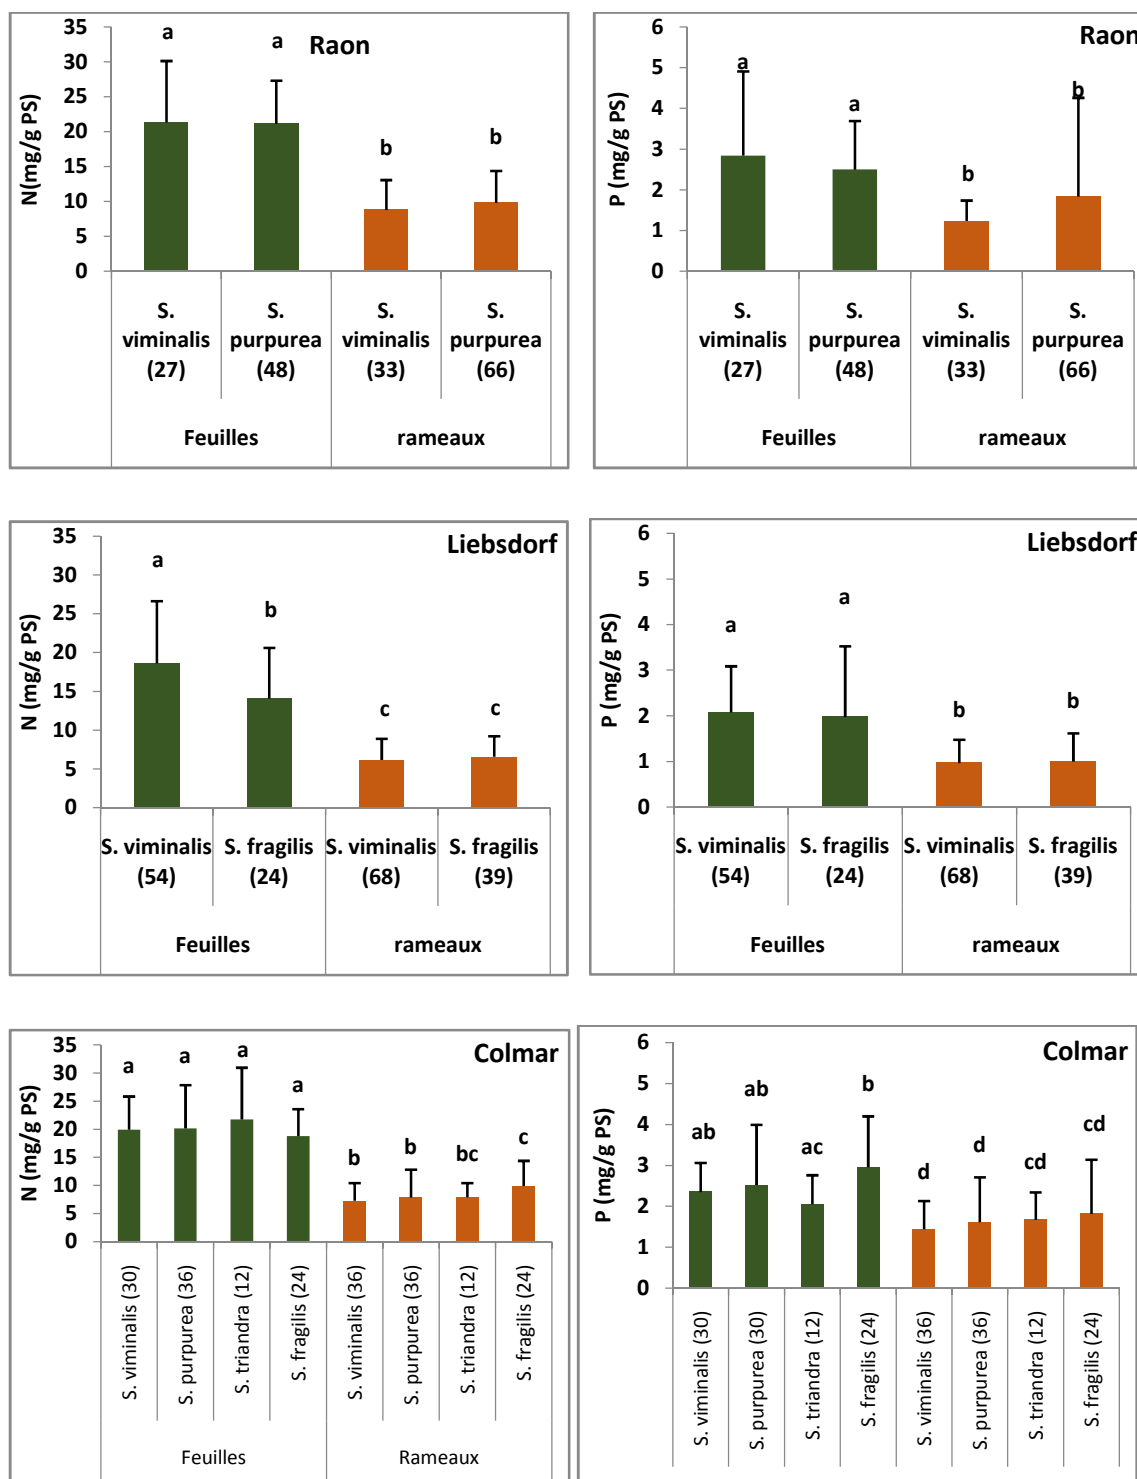 Raon
N(mg/g PS)
35
30
25
20
15
10
5
0
a a b b
S. viminalis (27)
S. purpurea (48)
S. viminalis (33)
S. purpurea (66)
Feuilles rameaux
Raon
P (mg/g PS)
6
5
4
3
2
1
0
a a b b
S. viminalis (27)
S. purpurea (48)
S. viminalis (33)
S. purpurea (66)
Feuilles rameaux
Liebsdorf
N (mg/g PS)
35
30
25
20
15
10
5
0
a b c c
S. viminalis (54)
S. fragilis (24)
S. viminalis (68)
S. fragilis (39)
Feuilles rameaux
Liebsdorf
P (mg/g PS)
6
5
4
3
2
1
0
a a b b
S. viminalis (54)
S. fragilis (24)
S. viminalis (68)
S. fragilis (39)
Feuilles rameaux
Colmar
N (mg/g PS)
35
30
25
20
15
10
5
0
a a a a b b bc c
S. viminalis (30)
S. purpurea (36)
S. triandra (12)
S. fragilis (24)
S. viminalis (36)
S. purpurea (36)
S. triandra (12)
S. fragilis (24)
Feuilles Rameaux
Colmar
P (mg/g PS)
6
5
4
3
2
1
0
ab ab ac b d d cd cd
S. viminalis (30)
S. purpurea (30)
S. triandra (12)
S. fragilis (24)
S. viminalis (36)
S. purpurea (36)
S. triandra (12)
S. fragilis (24)